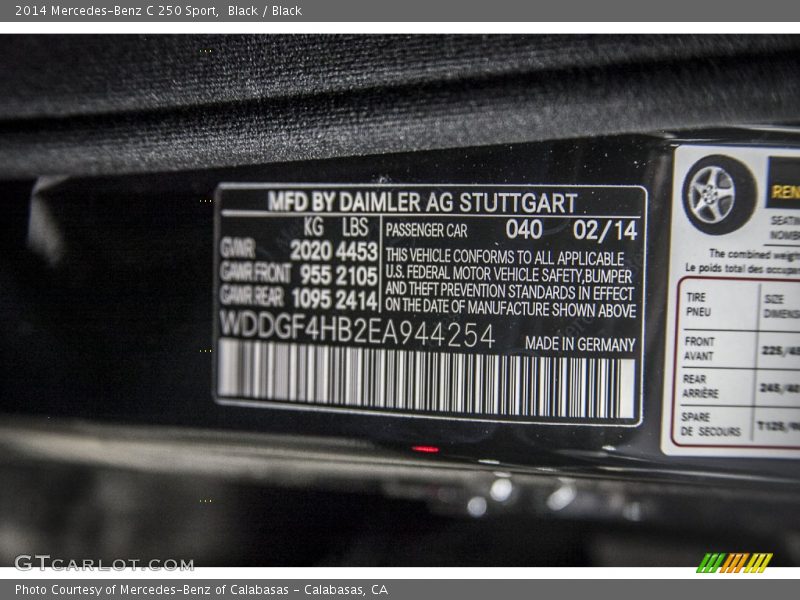 2014 Mercedes-Benz C 250 Sport,  Black / Black
MFD BY DAIMLER AG STUTTGART
KG LBS
GVWR 2020 4453
GAWR FRONT 955 2105
GAWR REAR 1095 2414
PASSENGER CAR 040 02/14
THIS VEHICLE CONFORMS TO ALL APPLICABLE
U.S. FEDERAL MOTOR VEHICLE SAFETY,BUMPER
AND THEFT PREVENTION STANDARDS IN EFFECT
ON THE DATE OF MANUFACTURE SHOWN ABOVE
WDDGF4HB2EA944254 MADE IN GERMANY
The combined
Le poids total des
TIRE SIZE
PNEU
FRONT
AVANT
REAR
ARRIÈRE
SPARE
DE SECOURS
GTCARLOT.COM
Photo Courtesy of Mercedes-Benz of Calabasas - Calabasas, CA